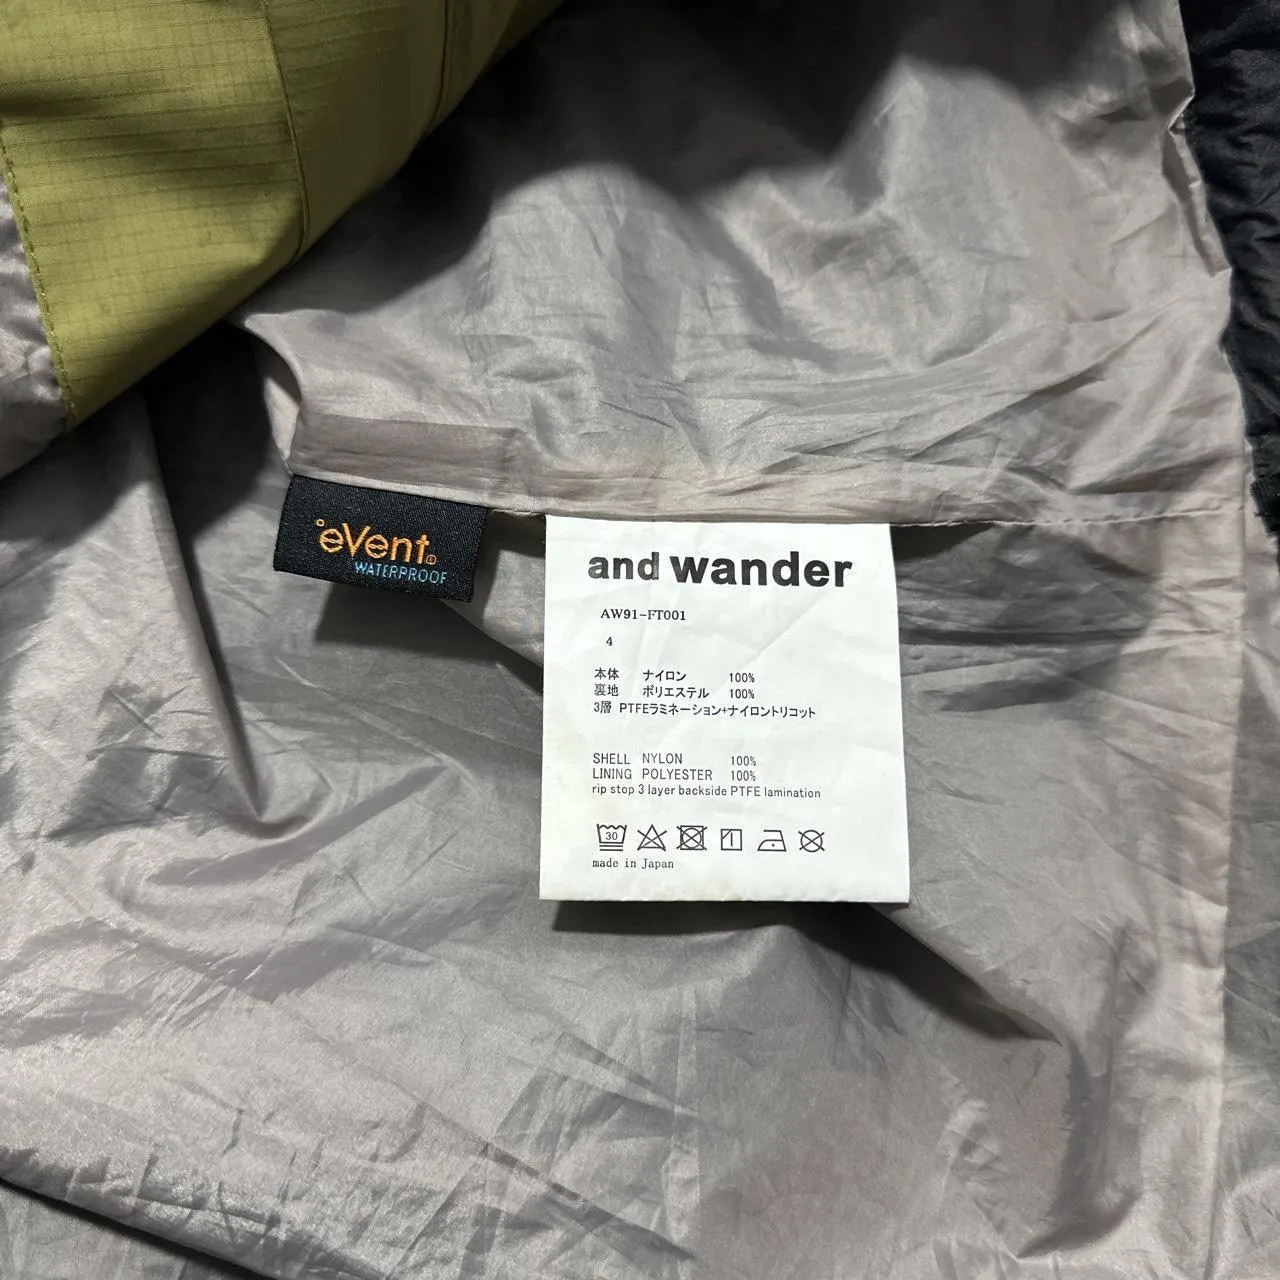 eVent®
WATERPROOF
and wander
AW91-FT001
4
本体 ナイロン 100%
裏地 ポリエステル 100%
3層 PTFEラミネーション+ナイロントリコット
SHELL NYLON 100%
LINING POLYESTER 100%
rip stop 3 layer backside PTFE lamination
30
made in Japan